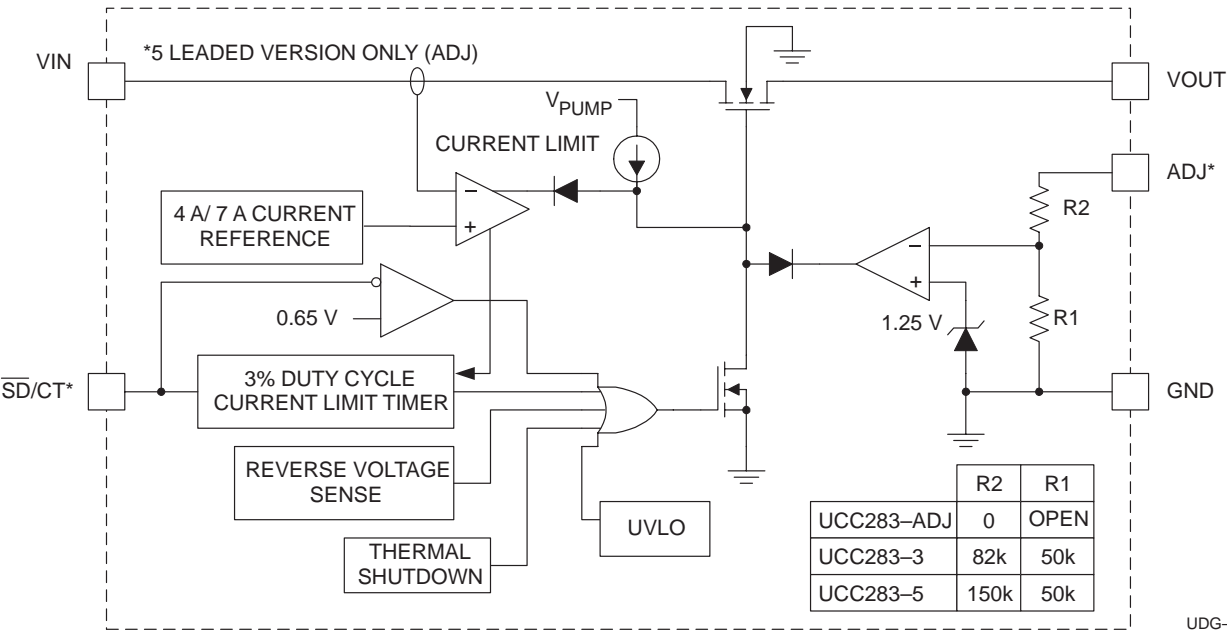 *5 LEADED VERSION ONLY (ADJ)
VIN
VOUT
VPUMP
CURRENT LIMIT
ADJ*
4 A/ 7 A CURRENT
REFERENCE
−
+
R2
−
+
0.65 V
1.25 V
R1
SD/CT*
3% DUTY CYCLE
CURRENT LIMIT TIMER
GND
REVERSE VOLTAGE
SENSE
UVLO
THERMAL
SHUTDOWN
R2 R1
UCC283–ADJ 0 OPEN
UCC283–3 82k 50k
UCC283–5 150k 50k
UDG–